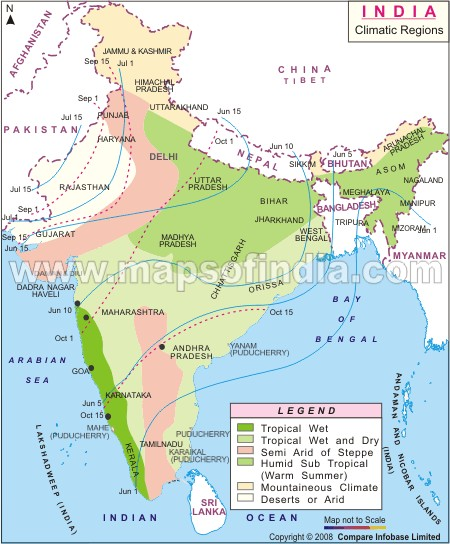 INDIA
Climatic Regions
N
AFGHANISTAN
JAMMU & KASHMIR
Sep 15
Jul 1
HIMACHAL
PRADESH
CHINA
TIBET
Sep 1
UTTARAKHAND
Jun 15
Jul 15
PUNJAB
PAKISTAN
HARYANA
Oct 1
DELHI
NEPAL
Jun 10
SIKKIM
Jun 5
BHUTAN
ARUNACHAL
PRADESH
ASOM
Jul 15
RAJASTHAN
UTTAR
PRADESH
BIHAR
MEGHALAYA
NAGALAND
Sep 1
BANGLADESH
MANIPUR
Jul 1
JHARKHAND
TRIPURA
MIZORAM
Jun 1
Sep 15
GUJARAT
MADHYA
PRADESH
WEST
BENGAL
Jun 15
CHHATTISGARH
MYANMAR
www.mapsofindia.com
DAMAN & DIU
DADRA NAGAR
HAVELI
ORISSA
Jun 10
MAHARASHTRA
Oct 15
BAY
OF
BENGAL
Oct 1
ANDHRA
PRADESH
YANAM
(PUDUCHERRY)
ARABIAN
SEA
GOA
KARNATAKA
Jun 5
Oct 15
MAHE
(PUDUCHERRY)
PUDUCHERRY
TAMILNADU
KARAIKAL
(PUDUCHERRY)
KERALA
LAKSHADWEEP (INDIA)
ANDAMAN AND NICOBAR ISLANDS
(INDIA)
Jun 1
SRI
LANKA
INDIAN OCEAN
LEGEND
Tropical Wet
Tropical Wet and Dry
Semi Arid of Steppe
Humid Sub Tropical
(Warm Summer)
Mountaineous Climate
Deserts or Arid
Map not to Scale
Copyright © 2008 Compare Infobase Limited